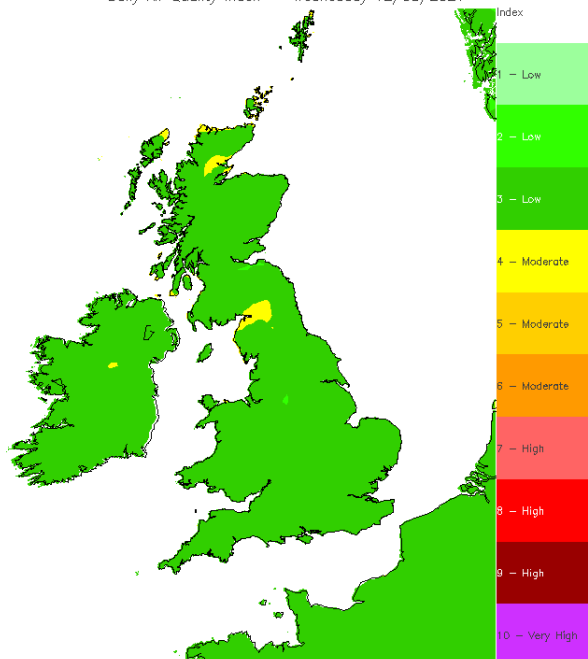 Index
1 - Low
2 - Low
3 - Low
4 - Moderate
5 - Moderate
6 - Moderate
7 - High
8 - High
9 - High
10 - Very High